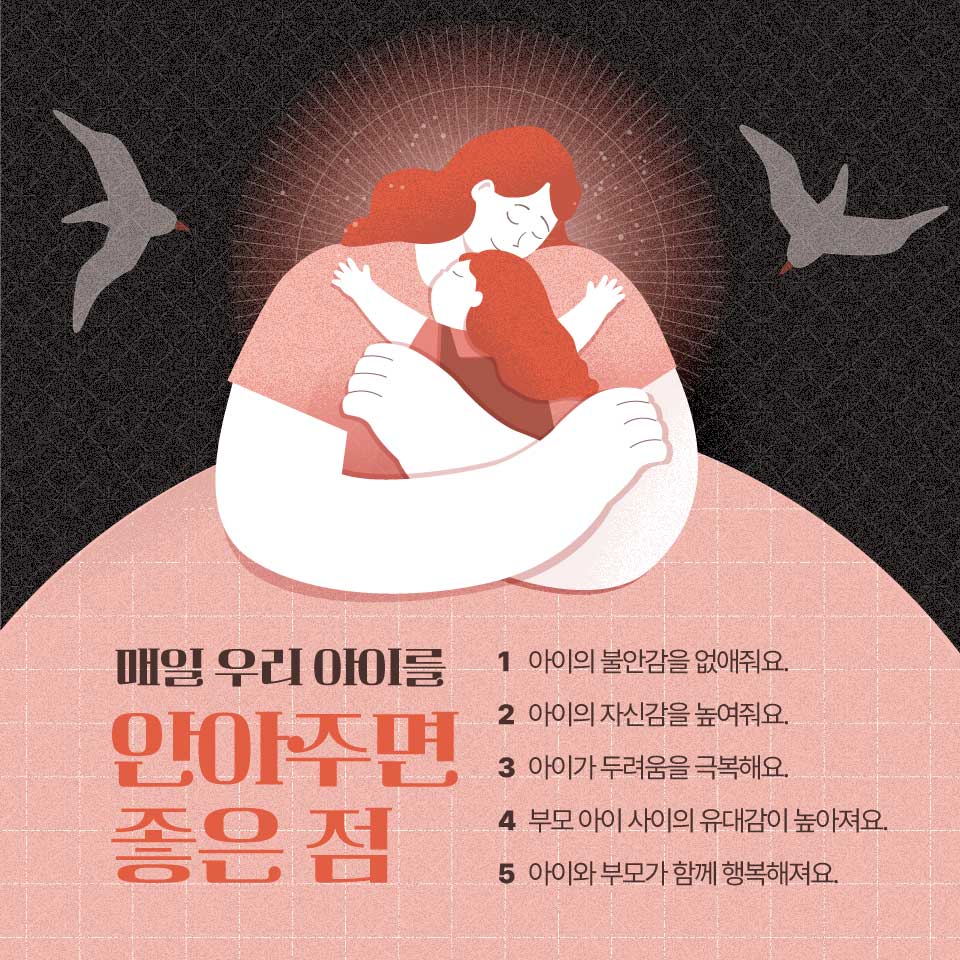 매일 우리 아이를
안아주면
좋은 점
1 아이의 불안감을 없애줘요.
2 아이의 자신감을 높여줘요.
3 아이가 두려움을 극복해요.
4 부모 아이 사이의 유대감이 높아져요.
5 아이와 부모가 함께 행복해져요.